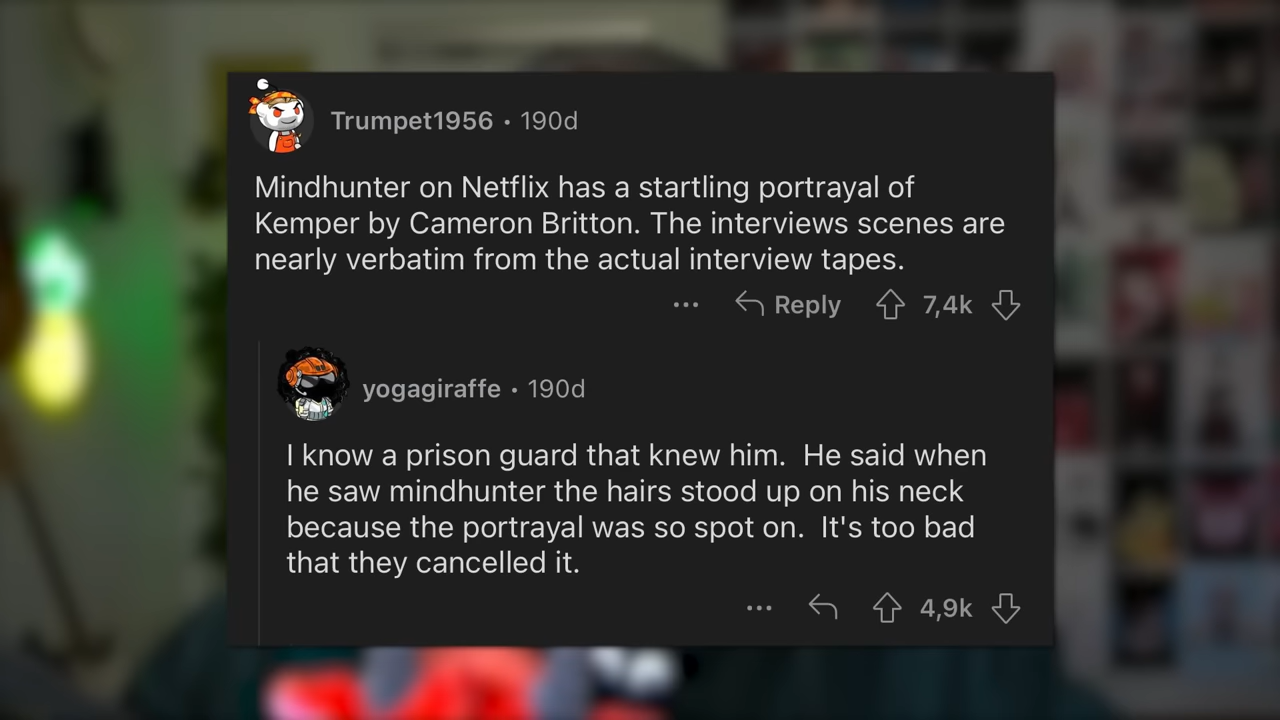 Trumpet1956 • 190d
Mindhunter on Netflix has a startling portrayal of
Kemper by Cameron Britton. The interviews scenes are
nearly verbatim from the actual interview tapes.
... Reply 7,4k
yogagiraffe • 190d
I know a prison guard that knew him.  He said when
he saw mindhunter the hairs stood up on his neck
because the portrayal was so spot on.  It's too bad
that they cancelled it.
... 4,9k